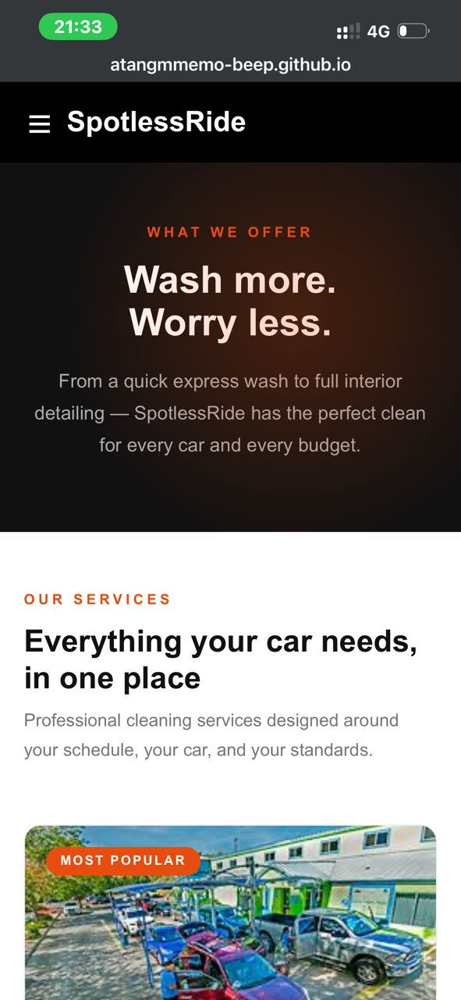 21:33
4G
atangmmemo-beep.github.io
SpotlessRide
WHAT WE OFFER
Wash more.
Worry less.
From a quick express wash to full interior
detailing — SpotlessRide has the perfect clean
for every car and every budget.
OUR SERVICES
Everything your car needs,
in one place
Professional cleaning services designed around
your schedule, your car, and your standards.
MOST POPULAR